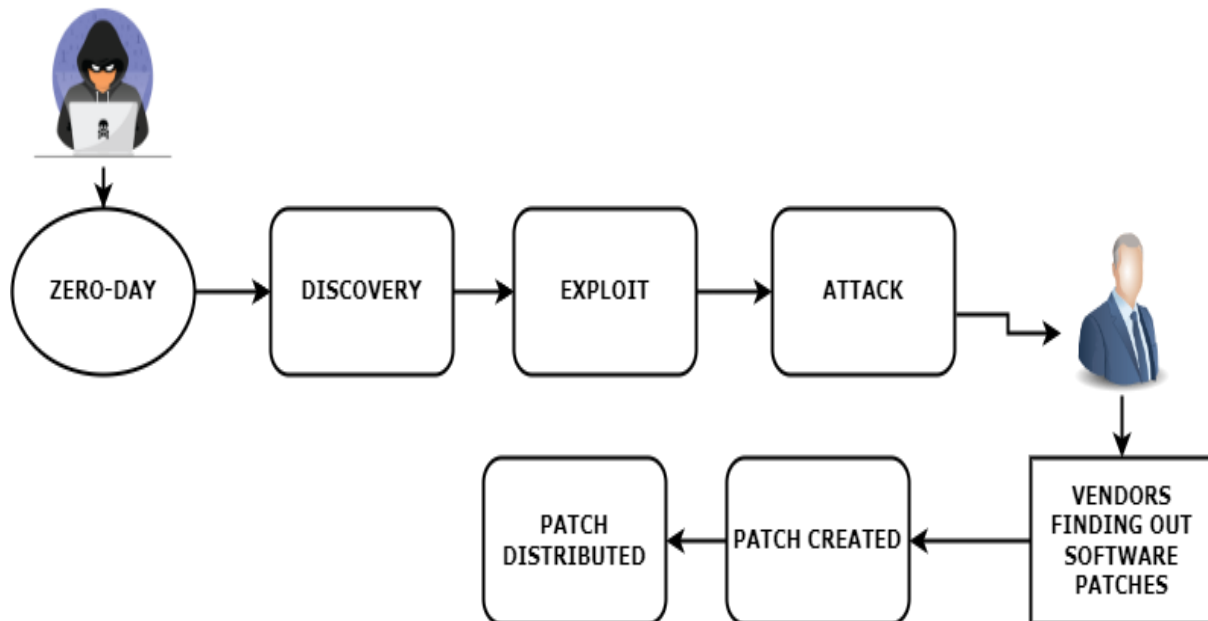 ZERO-DAY
DISCOVERY
EXPLOIT
ATTACK
VENDORS
FINDING OUT
SOFTWARE
PATCHES
PATCH CREATED
PATCH
DISTRIBUTED